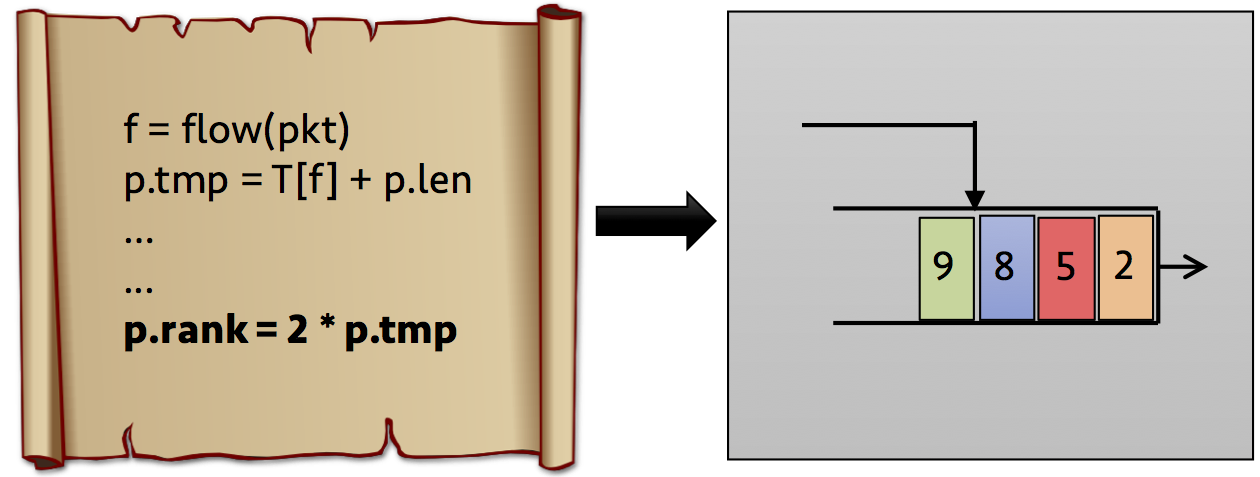 f = flow(pkt)
p.tmp = T[f] + p.len
...
...
p.rank = 2 * p.tmp
9 8 5 2